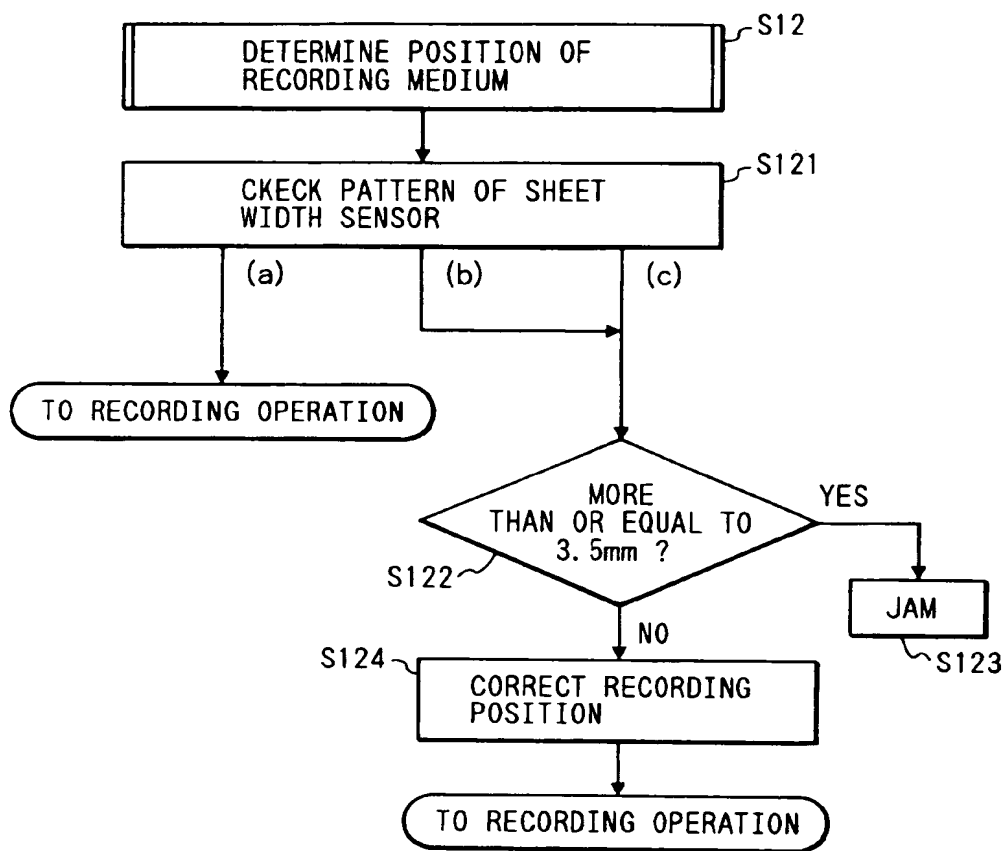 S12
DETERMINE POSITION OF
RECORDING MEDIUM
S121
CKECK PATTERN OF SHEET
WIDTH SENSOR
(a)
(b)
(c)
TO RECORDING OPERATION
MORE
THAN OR EQUAL TO
3.5mm ?
YES
S122
JAM
S123
NO
S124
CORRECT RECORDING
POSITION
TO RECORDING OPERATION